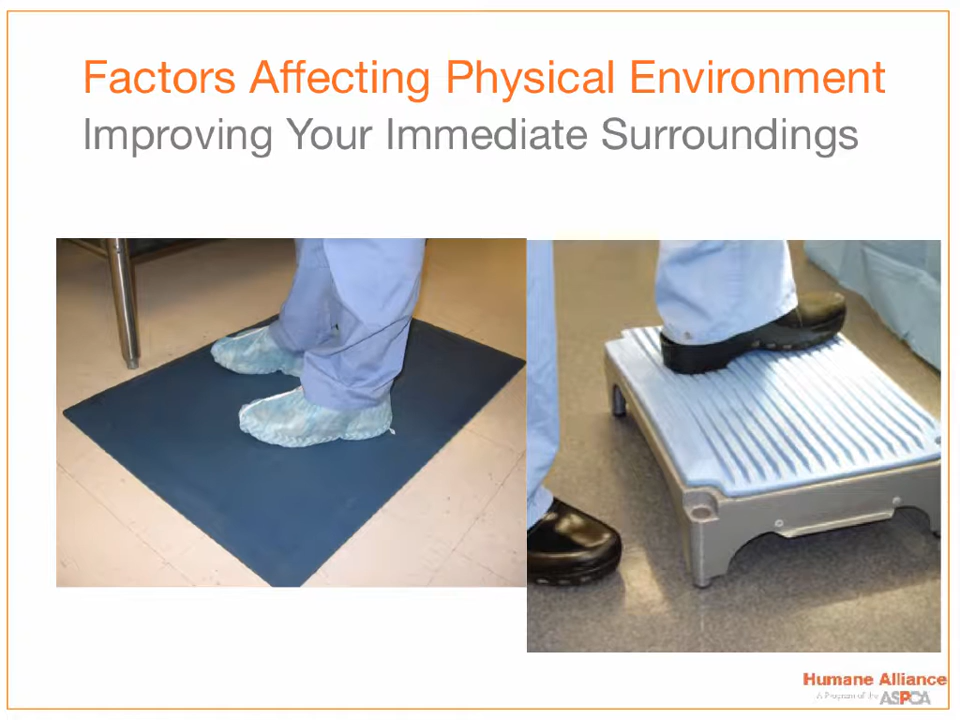 Factors Affecting Physical Environment
Improving Your Immediate Surroundings
Humane Alliance
A Program of the ASPCA